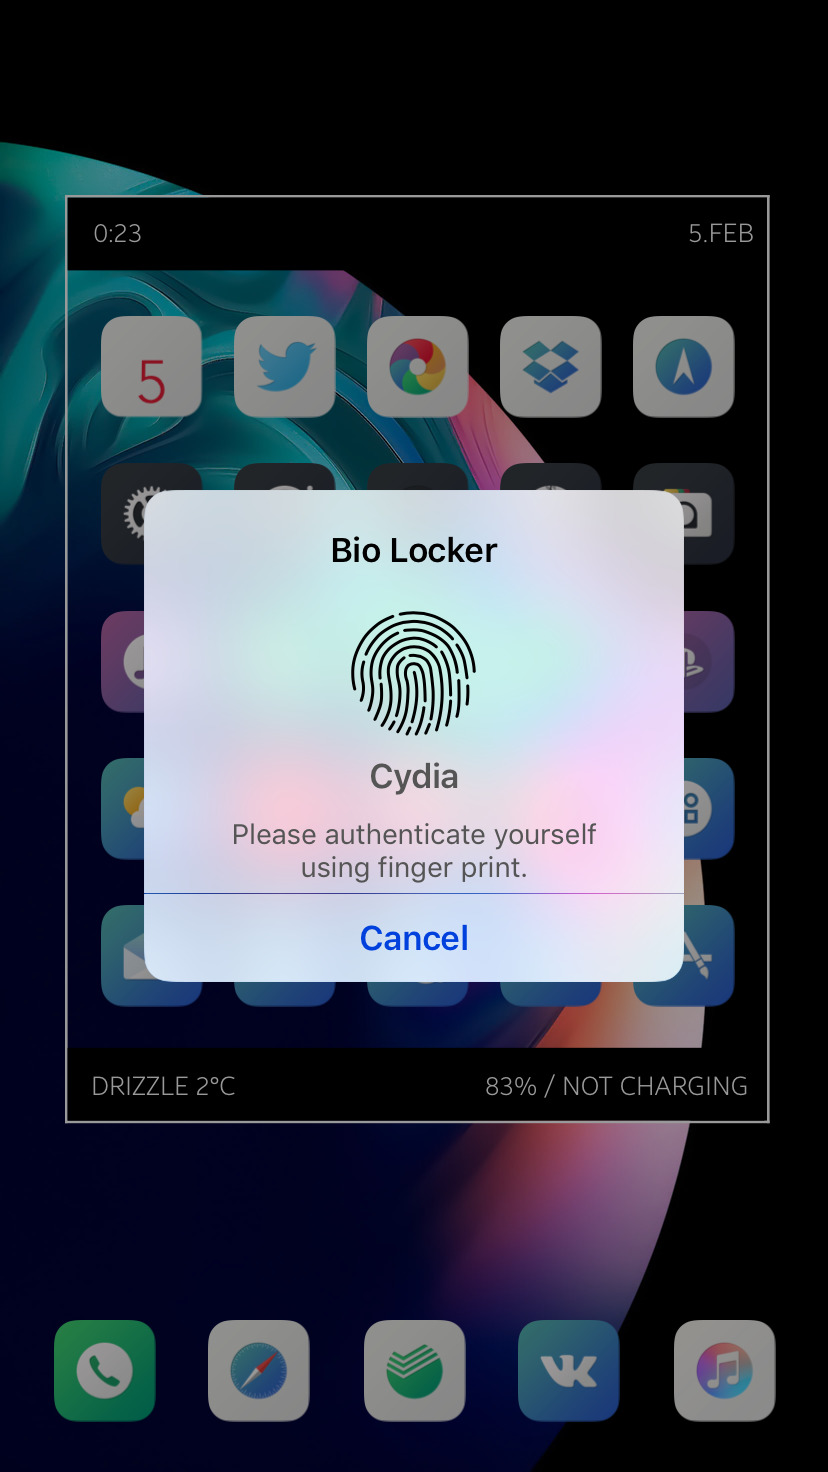 0:23
5.FEB
5
Bio Locker
Cydia
Please authenticate yourself
using finger print.
Cancel
DRIZZLE 2°C
83% / NOT CHARGING